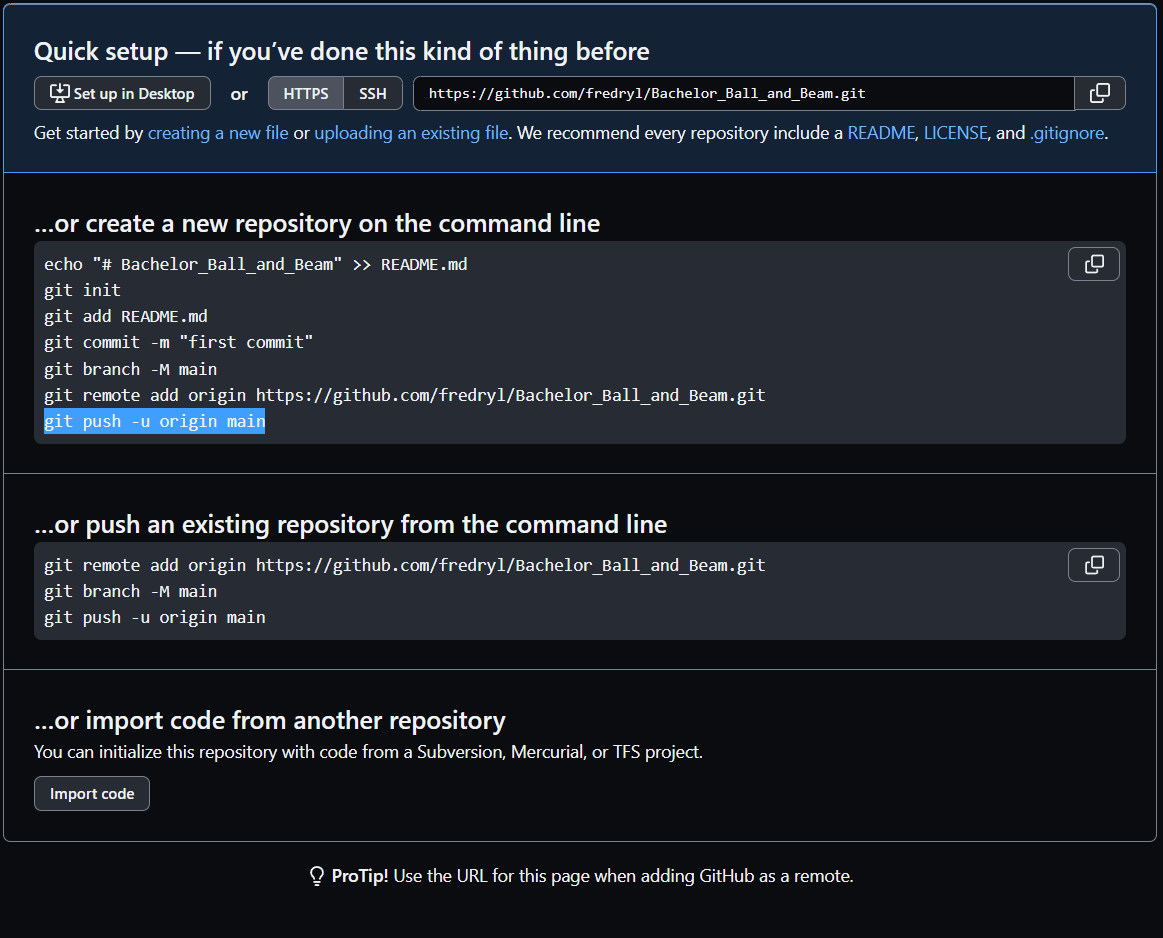 Quick setup — if you’ve done this kind of thing before
Set up in Desktop or HTTPS SSH https://github.com/fredryl/Bachelor_Ball_and_Beam.git
Get started by creating a new file or uploading an existing file. We recommend every repository include a README, LICENSE, and .gitignore.
…or create a new repository on the command line
echo "# Bachelor_Ball_and_Beam" >> README.md
git init
git add README.md
git commit -m "first commit"
git branch -M main
git remote add origin https://github.com/fredryl/Bachelor_Ball_and_Beam.git
git push -u origin main
…or push an existing repository from the command line
git remote add origin https://github.com/fredryl/Bachelor_Ball_and_Beam.git
git branch -M main
git push -u origin main
…or import code from another repository
You can initialize this repository with code from a Subversion, Mercurial, or TFS project.
Import code
ProTip! Use the URL for this page when adding GitHub as a remote.